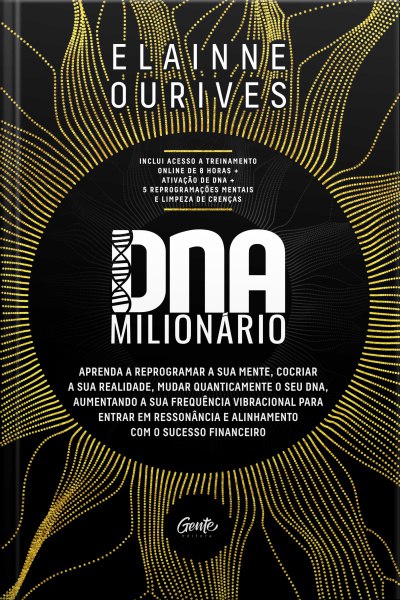 ELAINNE
OURIVES
INCLUI ACESSO A TREINAMENTO
ONLINE DE 8 HORAS +
ATIVAÇÃO DE DNA +
5 REPROGRAMAÇÕES MENTAIS
E LIMPEZA DE CRENÇAS
DNA
MILIONÁRIO
APRENDA A REPROGRAMAR A SUA MENTE, COCRIAR
A SUA REALIDADE, MUDAR QUANTICAMENTE O SEU DNA,
AUMENTANDO A SUA FREQUÊNCIA VIBRACIONAL PARA
ENTRAR EM RESSONÂNCIA E ALINHAMENTO
COM O SUCESSO FINANCEIRO
Gente
editora